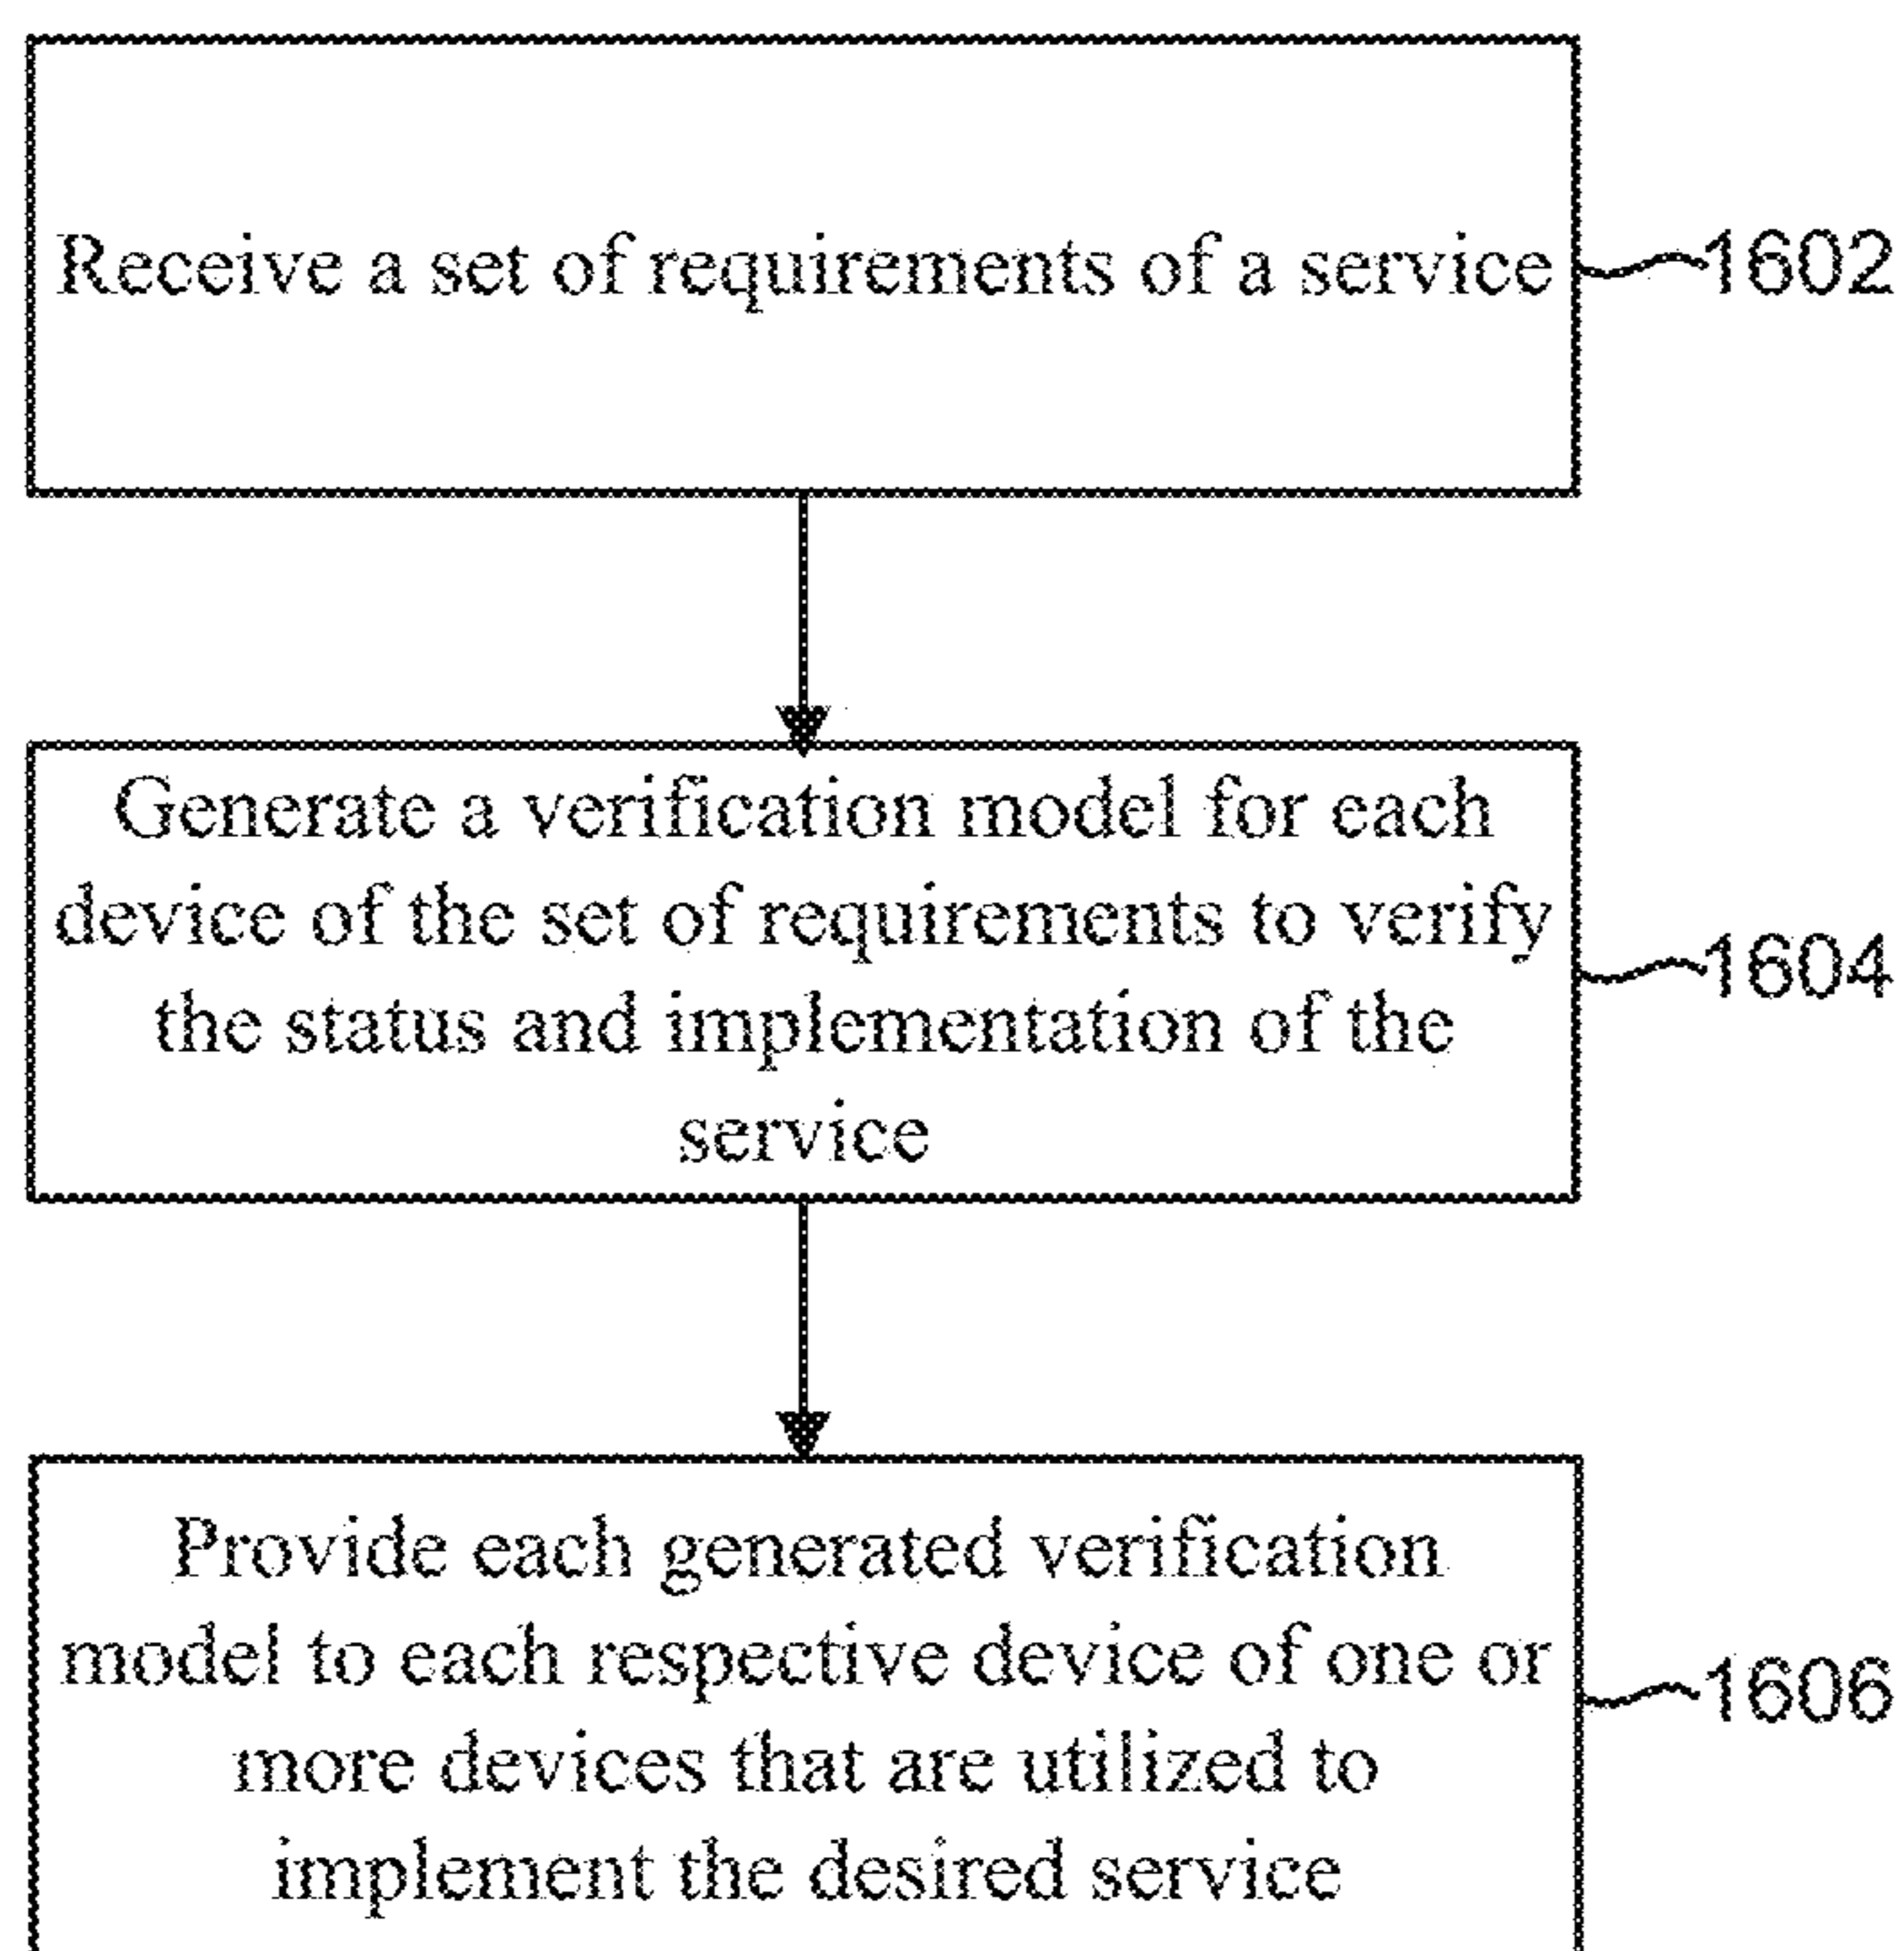 Receive a set of requirements of a service
1602
Generate a verification model for each
device of the set of requirements to verify
the status and implementation of the
service
1604
Provide each generated verification
model to each respective device of one or
more devices that are utilized to
implement the desired service
1606